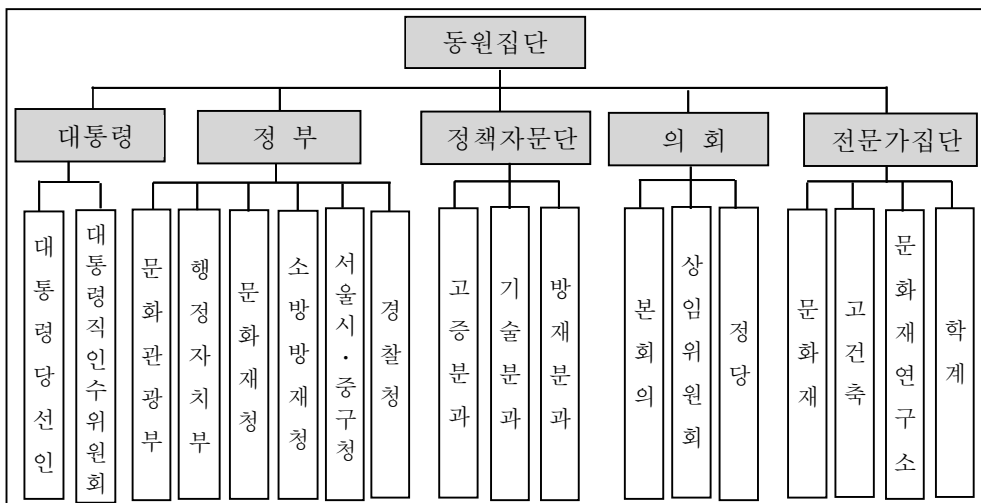 동원집단
대통령
정 부
정책자문단
의 회
전문가집단
대통령당선인
대통령직인수위원회
문화관광부
행정자치부
문화재청
소방방재청
서울시·중구청
경찰청
고증분과
기술분과
방재분과
본회의
상임위원회
정당
문화재
고건축
문화재연구소
학계